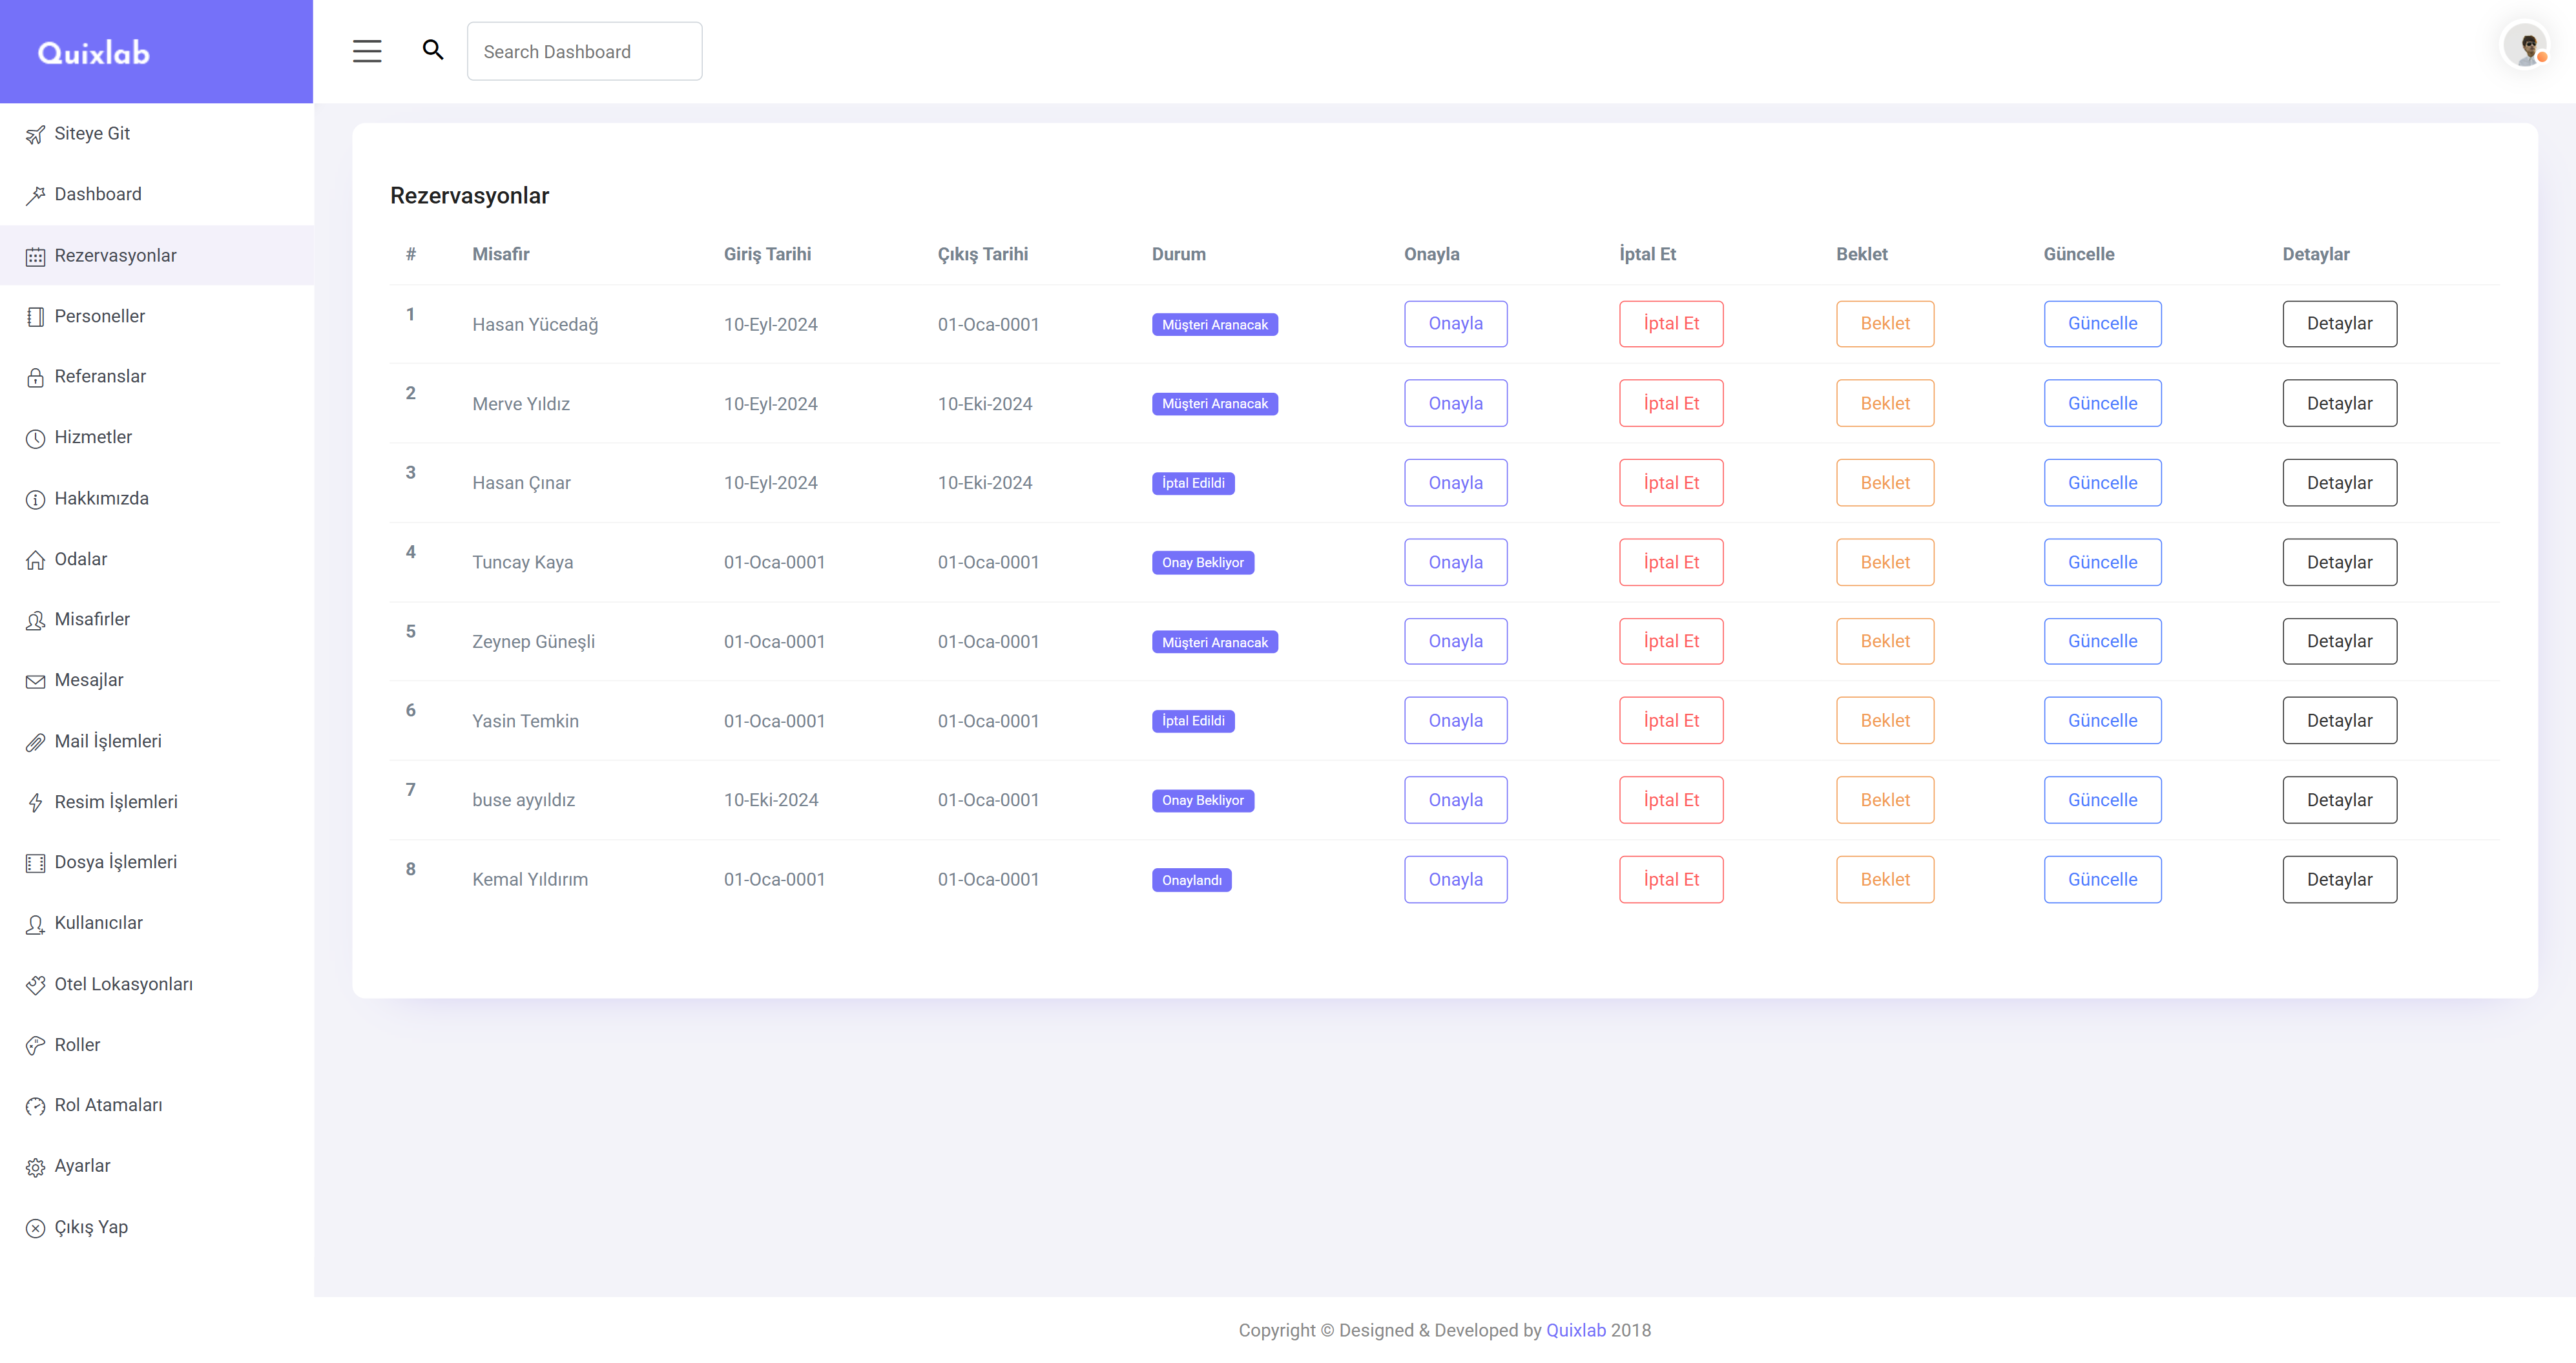 Quixlab
Search Dashboard
Siteye Git
Dashboard
Rezervasyonlar
Personeller
Referanslar
Hizmetler
Hakkımızda
Odalar
Misafirler
Mesajlar
Mail İşlemleri
Resim İşlemleri
Dosya İşlemleri
Kullanıcılar
Otel Lokasyonları
Roller
Rol Atamaları
Ayarlar
Çıkış Yap
Rezervasyonlar
# Misafir Giriş Tarihi Çıkış Tarihi Durum Onayla İptal Et Beklet Güncelle Detaylar
1 Hasan Yücedağ 10-Eyl-2024 01-Oca-0001 Müşteri Aranacak Onayla İptal Et Beklet Güncelle Detaylar
2 Merve Yıldız 10-Eyl-2024 10-Eki-2024 Müşteri Aranacak Onayla İptal Et Beklet Güncelle Detaylar
3 Hasan Çınar 10-Eyl-2024 10-Eki-2024 İptal Edildi Onayla İptal Et Beklet Güncelle Detaylar
4 Tuncay Kaya 01-Oca-0001 01-Oca-0001 Onay Bekliyor Onayla İptal Et Beklet Güncelle Detaylar
5 Zeynep Güneşli 01-Oca-0001 01-Oca-0001 Müşteri Aranacak Onayla İptal Et Beklet Güncelle Detaylar
6 Yasin Temkin 01-Oca-0001 01-Oca-0001 İptal Edildi Onayla İptal Et Beklet Güncelle Detaylar
7 buse ayyıldız 10-Eki-2024 01-Oca-0001 Onay Bekliyor Onayla İptal Et Beklet Güncelle Detaylar
8 Kemal Yıldırım 01-Oca-0001 01-Oca-0001 Onaylandı Onayla İptal Et Beklet Güncelle Detaylar
Copyright © Designed & Developed by Quixlab 2018